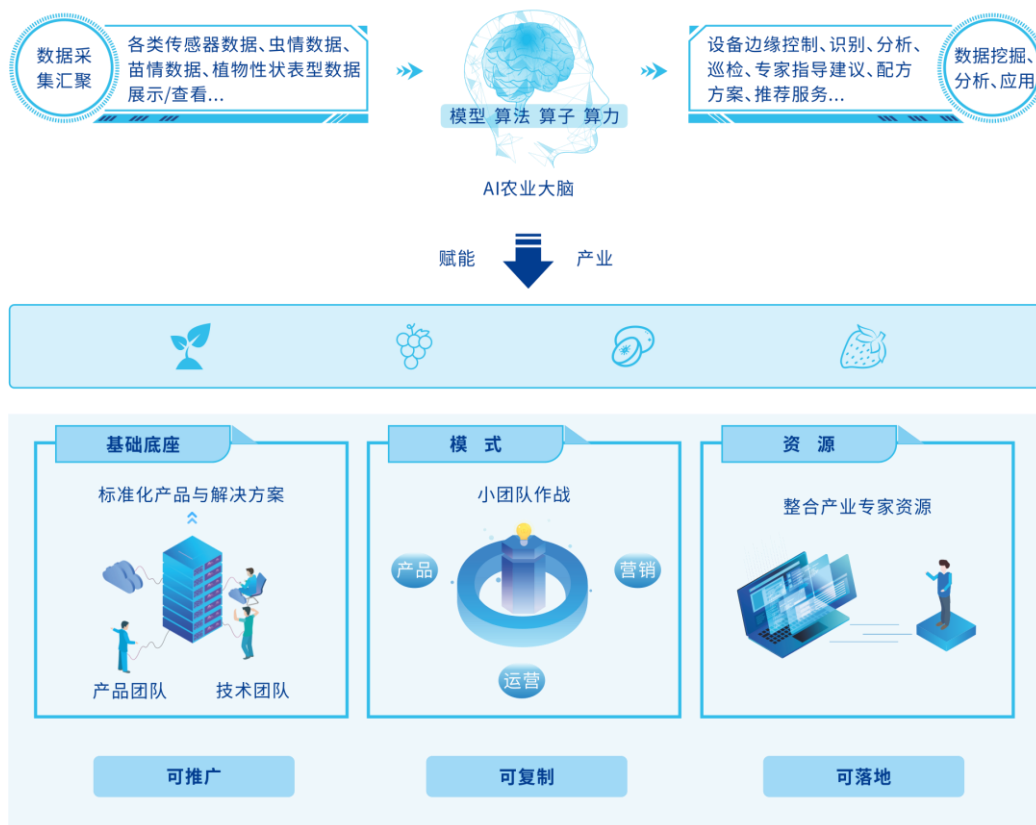 数据采
集汇聚
各类传感器数据、虫情数据、
苗情数据、植物性状表型数据
展示/查看...
模型 算法 算子 算力
AI农业大脑
设备边缘控制、识别、分析、
巡检、专家指导建议、配方
方案、推荐服务...
数据挖掘、
分析、应用
赋能 产业
基础底座
标准化产品与解决方案
产品团队 技术团队
模 式
小团队作战
产品 营销
运营
资 源
整合产业专家资源
可推广 可复制 可落地